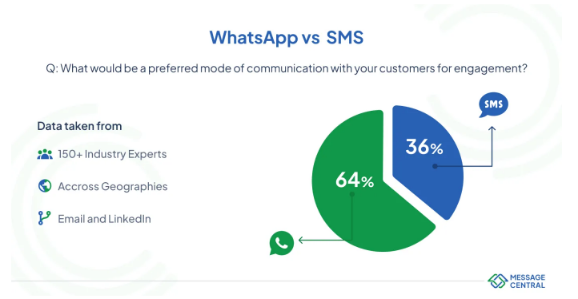 WhatsApp vs SMS
Q: What would be a preferred mode of communication with your customers for engagement?
Data taken from
150+ Industry Experts
Accross Geographies
Email and LinkedIn
SMS
36%
64%
MESSAGE
CENTRAL